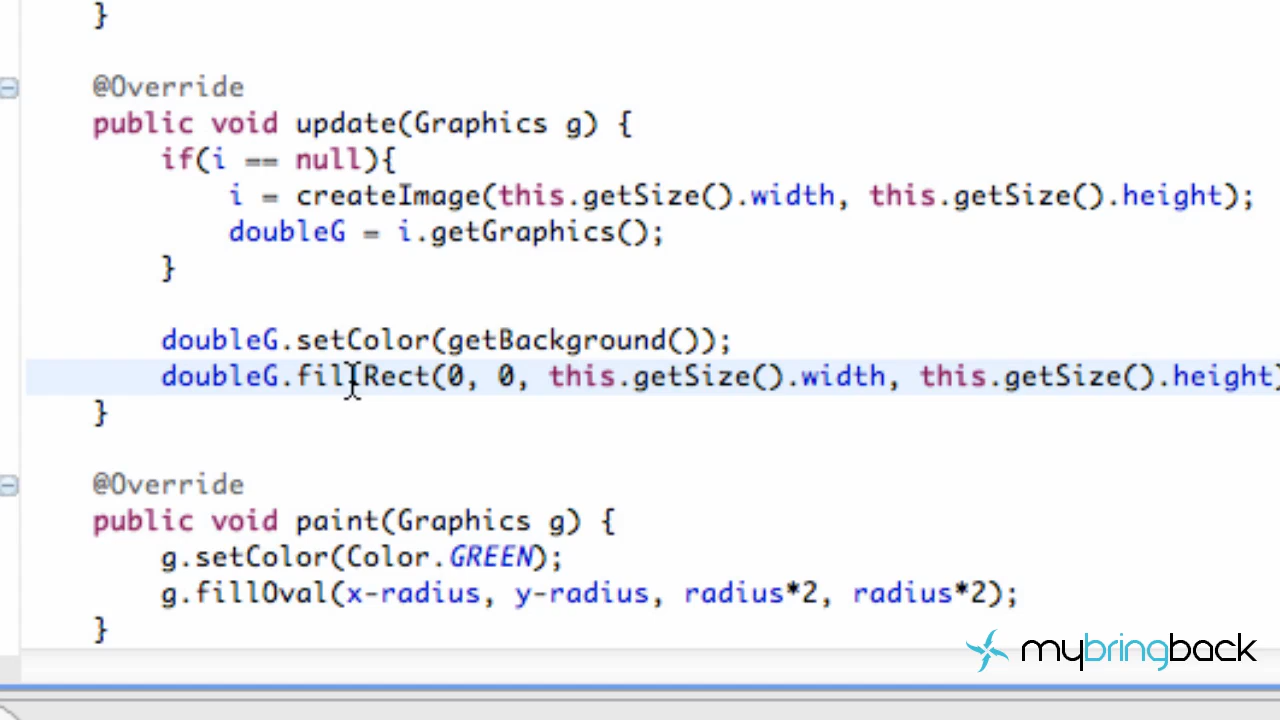 }
@Override
public void update(Graphics g) {
if(i == null){
i = createImage(this.getSize().width, this.getSize().height);
doubleG = i.getGraphics();
}
doubleG.setColor(getBackground());
doubleG.fillRect(0, 0, this.getSize().width, this.getSize().height)
}
@Override
public void paint(Graphics g) {
g.setColor(Color.GREEN);
g.fillOval(x-radius, y-radius, radius*2, radius*2);
}
mybringback